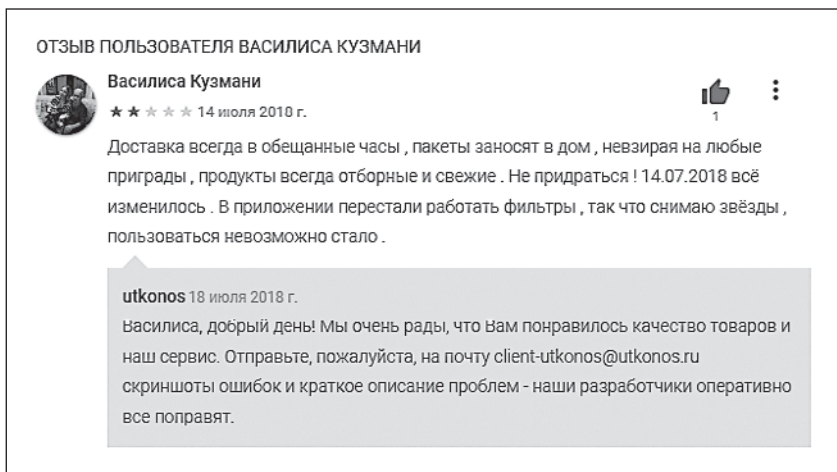 ОТЗЫВ ПОЛЬЗОВАТЕЛЯ ВАСИЛИСА КУЗМАНИ
Василиса Кузмани
14 июля 2018 г.
1
Доставка всегда в обещанные часы , пакеты заносят в дом , невзирая на любые
приграды , продукты всегда отборные и свежие . Не придраться ! 14.07.2018 всё
изменилось . В приложении перестали работать фильтры , так что снимаю звёзды ,
пользоваться невозможно стало .
utkonos 18 июля 2018 г.
Василиса, добрый день! Мы очень рады, что Вам понравилось качество товаров и
наш сервис. Отправьте, пожалуйста, на почту client-utkonos@utkonos.ru
скриншоты ошибок и краткое описание проблем - наши разработчики оперативно
все поправят.